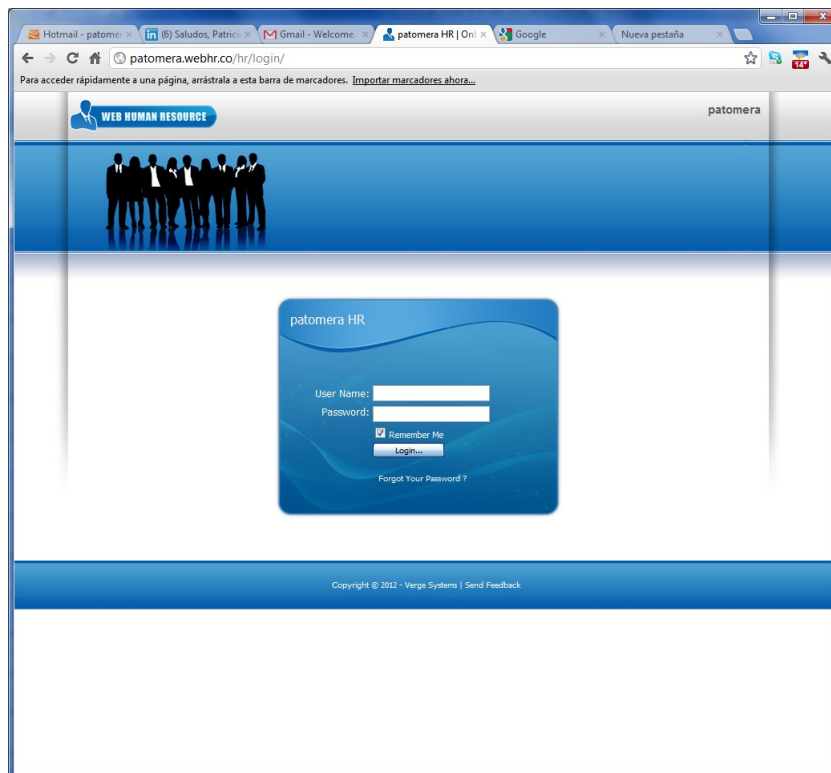 Hotmail - patomer
in (6) Saludos, Patrici
Gmail - Welcome.
patomera HR | Onl
Google
Nueva pestaña
patomera.webhr.co/hr/login/
14°
Para acceder rápidamente a una página, arrástrala a esta barra de marcadores. Importar marcadores ahora...
WEB HUMAN RESOURCE
patomera
patomera HR
User Name:
Password:
Remember Me
Login...
Forgot Your Password ?
Copyright © 2012 - Verge Systems | Send Feedback